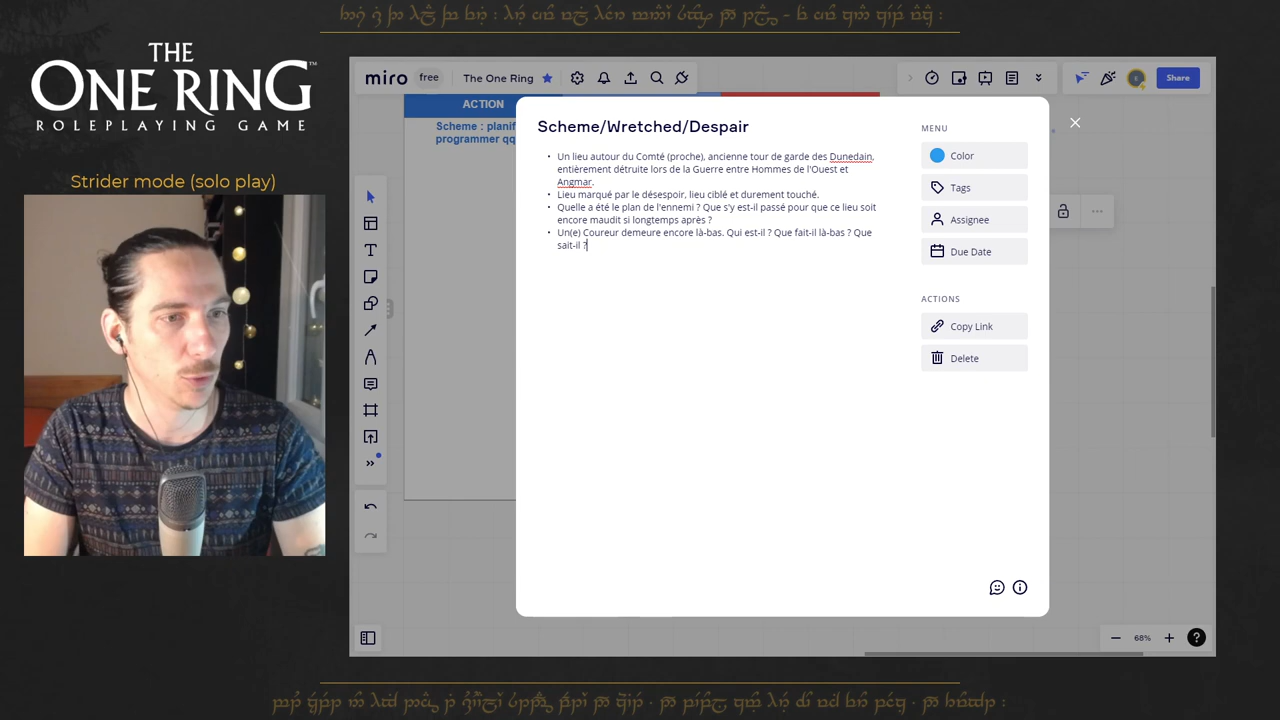 THE
ONE RING™
ROLEPLAYING GAME
Strider mode (solo play)
miro
free
The One Ring
Share
ACTION
Scheme : planif
programmer qq
Scheme/Wretched/Despair
• Un lieu autour du Comté (proche), ancienne tour de garde des Dunedain,
entièrement détruite lors de la Guerre entre Hommes de l'Ouest et
Angmar.
• Lieu marqué par le désespoir, lieu ciblé et durement touché.
• Quelle a été le plan de l'ennemi ? Que s'y est-il passé pour que ce lieu soit
encore maudit si longtemps après ?
• Un(e) Coureur demeure encore là-bas. Qui est-il ? Que fait-il là-bas ? Que
sait-il ?
MENU
Color
Tags
Assignee
Due Date
ACTIONS
Copy Link
Delete
68%